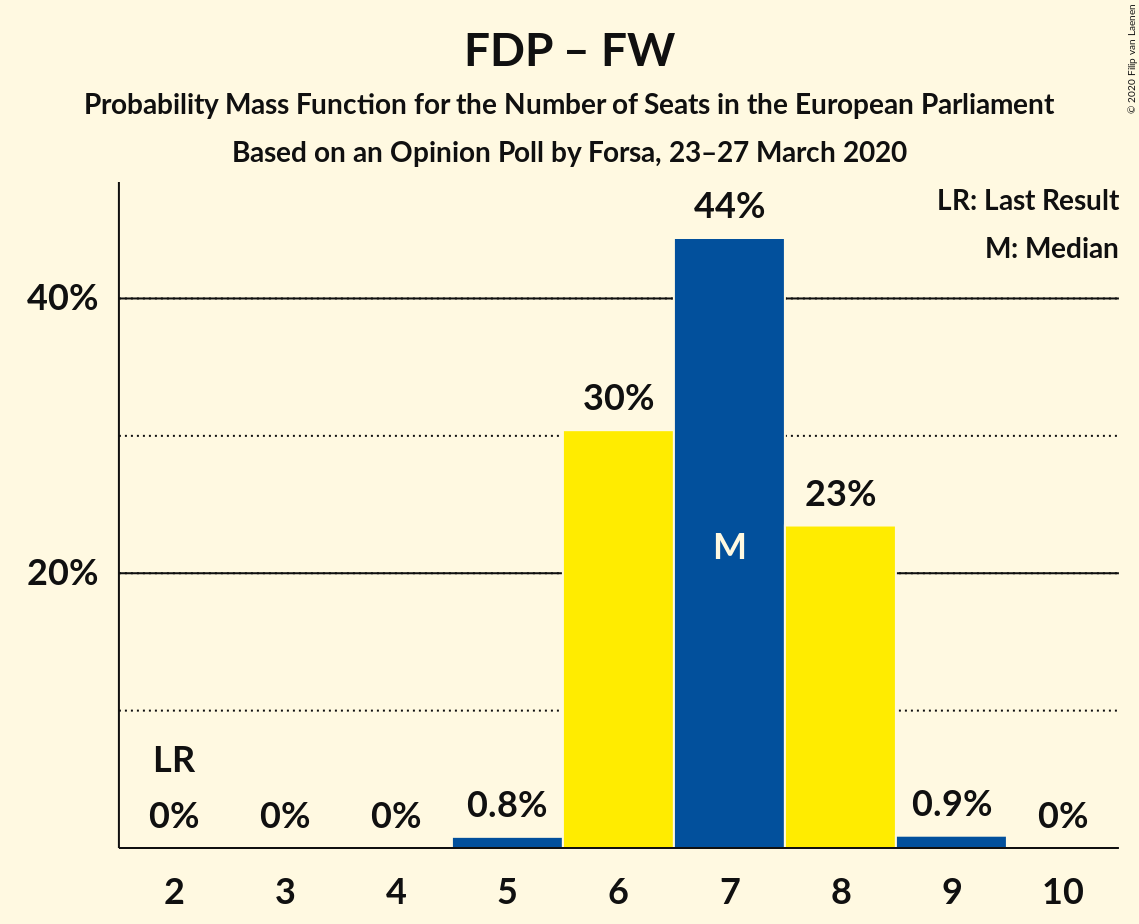 FDP – FW
Probability Mass Function for the Number of Seats in the European Parliament
Based on an Opinion Poll by Forsa, 23–27 March 2020
© 2020 Filip van Laenen
LR: Last Result
M: Median
44%
40%
30%
23%
M
20%
LR
0% 0% 0% 0.8% 0.9% 0%
2 3 4 5 6 7 8 9 10